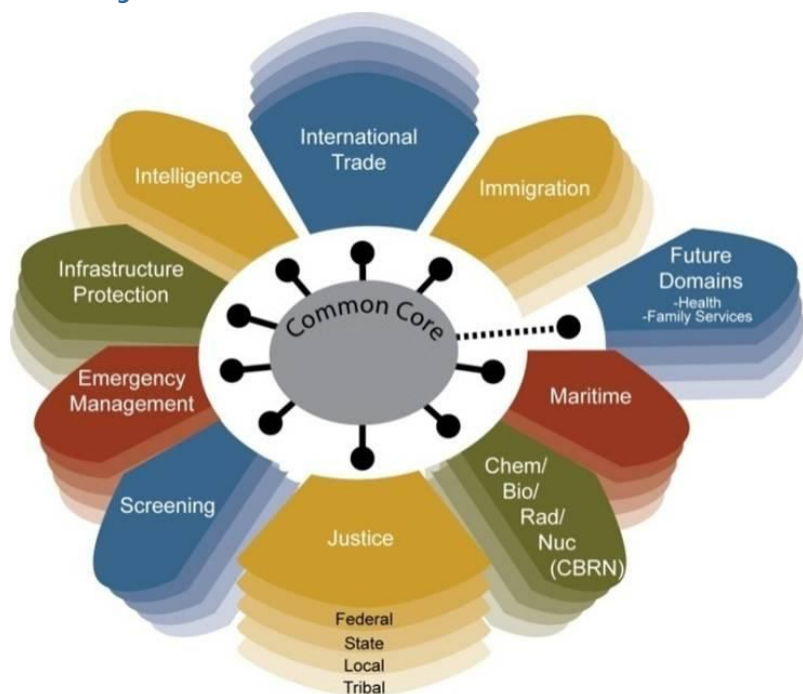 International
Trade
Immigration
Future
Domains
-Health
-Family Services
Maritime
Chem/
Bio/
Rad/
Nuc
(CBRN)
Justice
Federal
State
Local
Tribal
Screening
Emergency
Management
Infrastructure
Protection
Intelligence
Common Core